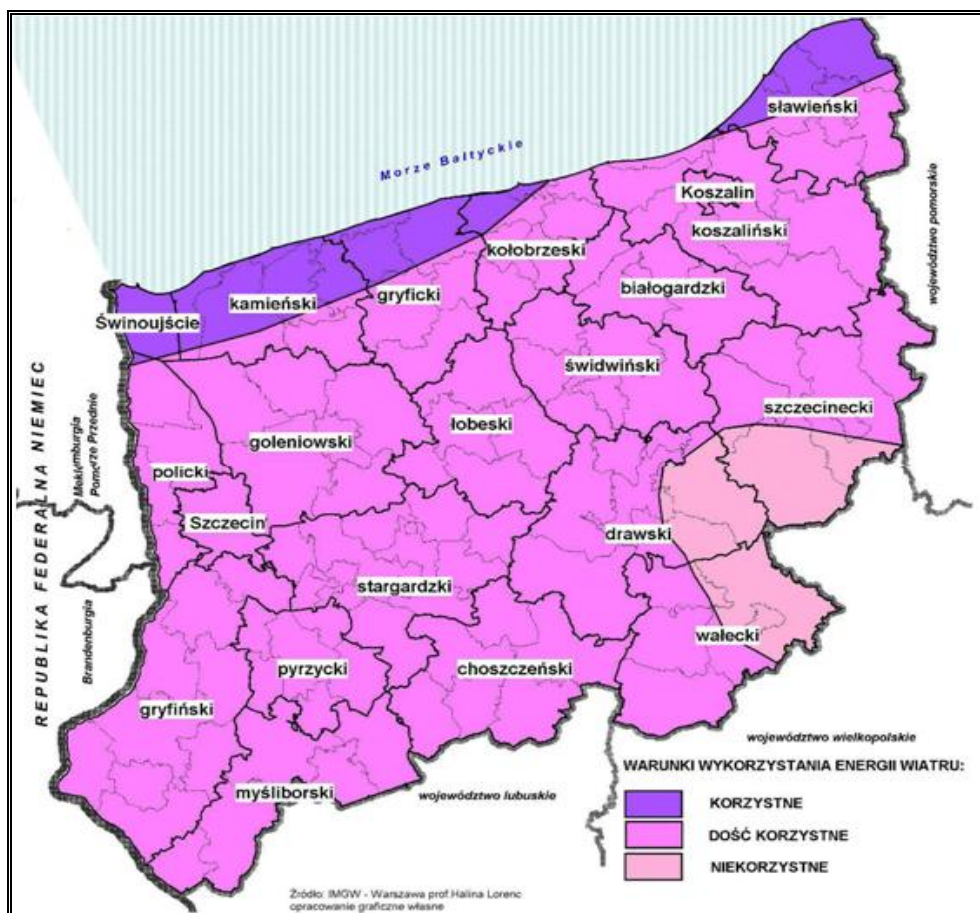 sławieński
Morze Bałtyckie
Koszalin
koszaliński
województwo pomorskie
kołobrzeski
białogardzki
kamieński
gryficki
Świnoujście
świdwiński
szczecinecki
łobeski
goleniowski
policki
Szczecin
drawski
REPUBLIKA FEDERALNA NIEMIEC
Meklemburgia
Pomorze Przednie
Brandenburgia
stargardzki
wałecki
pyrzycki
choszczeński
gryfiński
myśliborski
województwo wielkopolskie
województwo lubuskie
WARUNKI WYKORZYSTANIA ENERGII WIATRU:
KORZYSTNE
DOŚĆ KORZYSTNE
NIEKORZYSTNE
Źródło: IMGW - Warszawa prof.Halina Lorenc
opracowanie graficzne własne